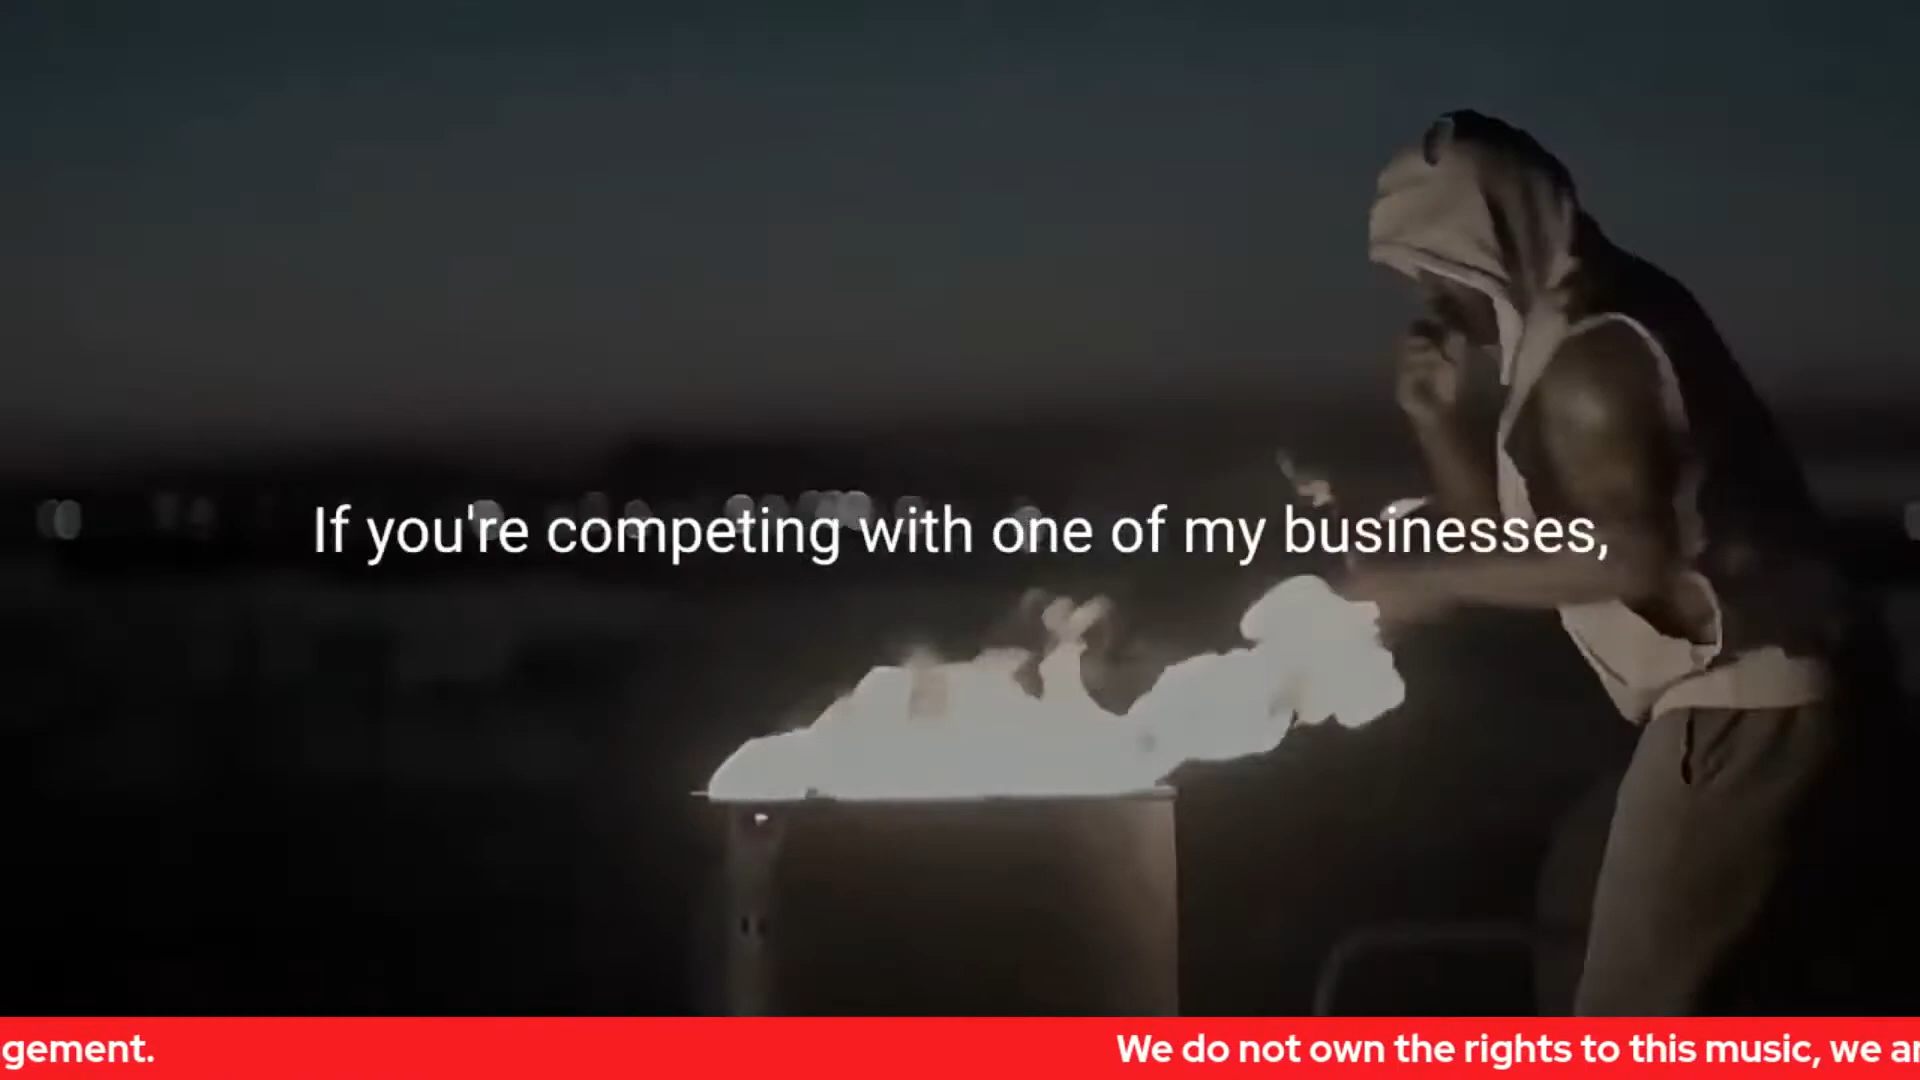 If you're competing with one of my businesses,
gement. We do not own the rights to this music, we ar